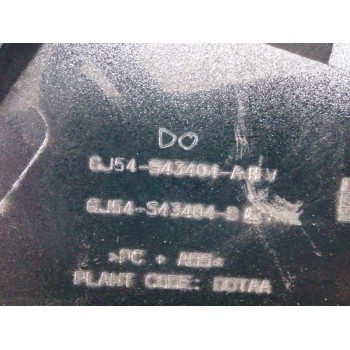 DO
GJ54-S43404-A
GJ54-S43404-B
>PC + ABS<
PLANT CODE: DDTAA